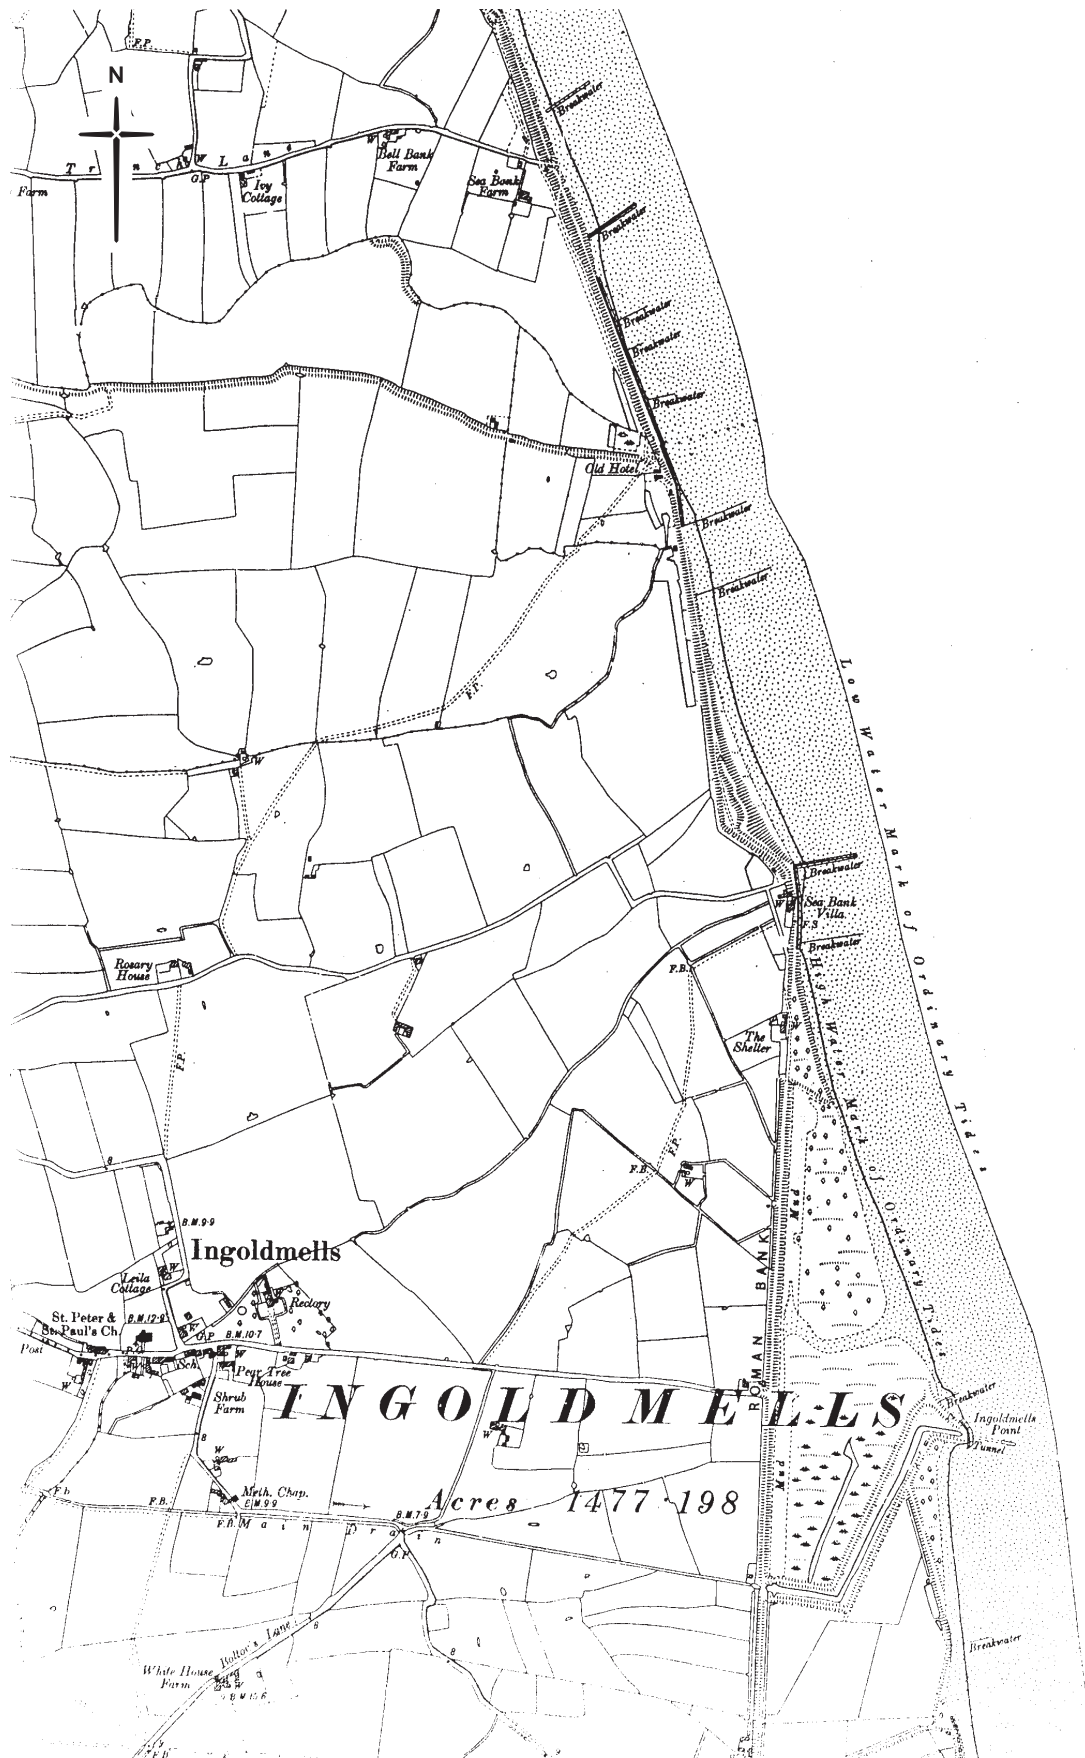 F.P.
N
Breakwater
W
Bell Bank
Farm
Trunch Lane
G.P
Farm
Ivy
Cottage
Sea Bank
Farm
Breakwater
Breakwater
Breakwater
Breakwater
Old Hotel
Breakwater
Breakwater
F.P.
W
Low Water Mark of Ordinary Tides
Breakwater
W
Sea Bank
Villa
F.S
Breakwater
Rosary
House
F.B.
High Water Mark of Ordinary Tides
The
Shelter
F.P.
F.P.
F.B.
W
Mud
B.M.9·9
Ingoldmells
ROMAN BANK
Leila
Cottage
W
Rectory
St. Peter &
St. Paul's Ch.
B.M.12·9
G.P
B.M.10·7
Post
P
Sch.
W
Pear Tree
House
W
Shrub
Farm
INGOLDMELLS
Breakwater
Ingoldmells
Point
Tunnel
W
W
Mud
Meth. Chap.
B.M.9·9
F.b
F.B.
F.B.
Main Drain
B.M.7·9
Acres 1477·198
G.P
Bolton's Lane
White House
Farm
W
Breakwater
F.B